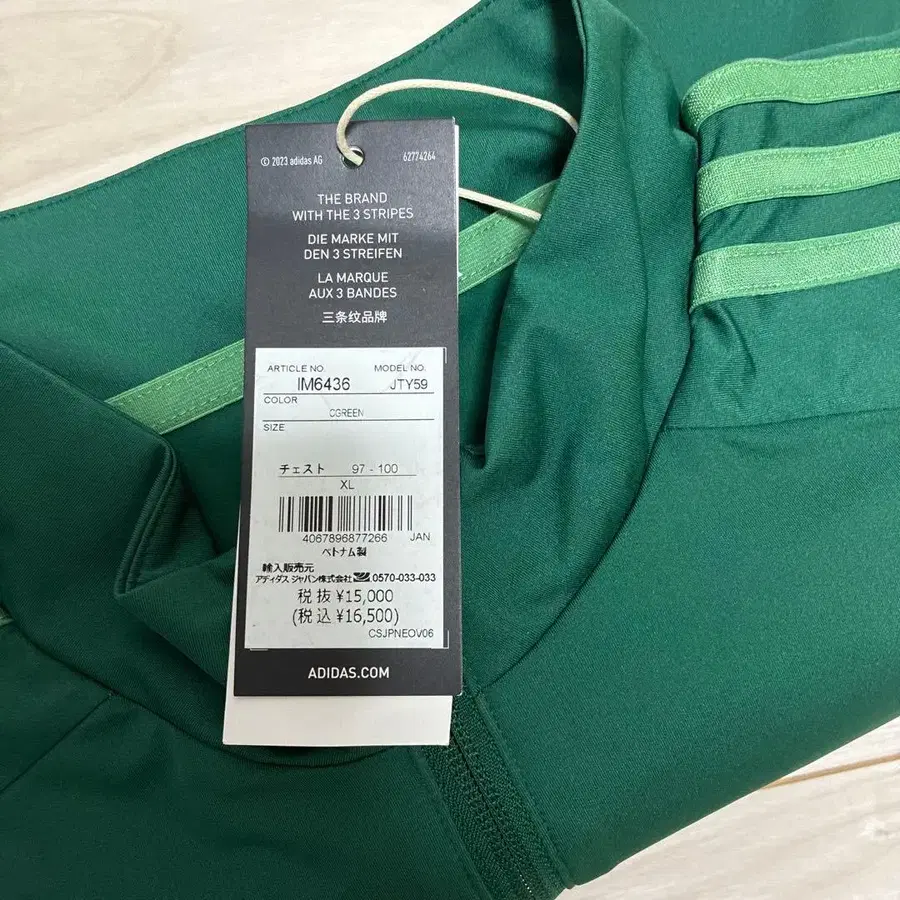 © 2023 adidas AG 62774264
THE BRAND
WITH THE 3 STRIPES
DIE MARKE MIT
DEN 3 STREIFEN
LA MARQUE
AUX 3 BANDES
三条纹品牌
ARTICLE NO. MODEL NO.
IM6436 JTY59
COLOR
CGREEN
SIZE
チェスト 97 - 100
XL
4067896877266 JAN
ベトナム製
輸入販売元
アディダス ジャパン株式会社 0570-033-033
税抜 ¥15,000
(税込 ¥16,500)
CSJPNEOV06
ADIDAS.COM